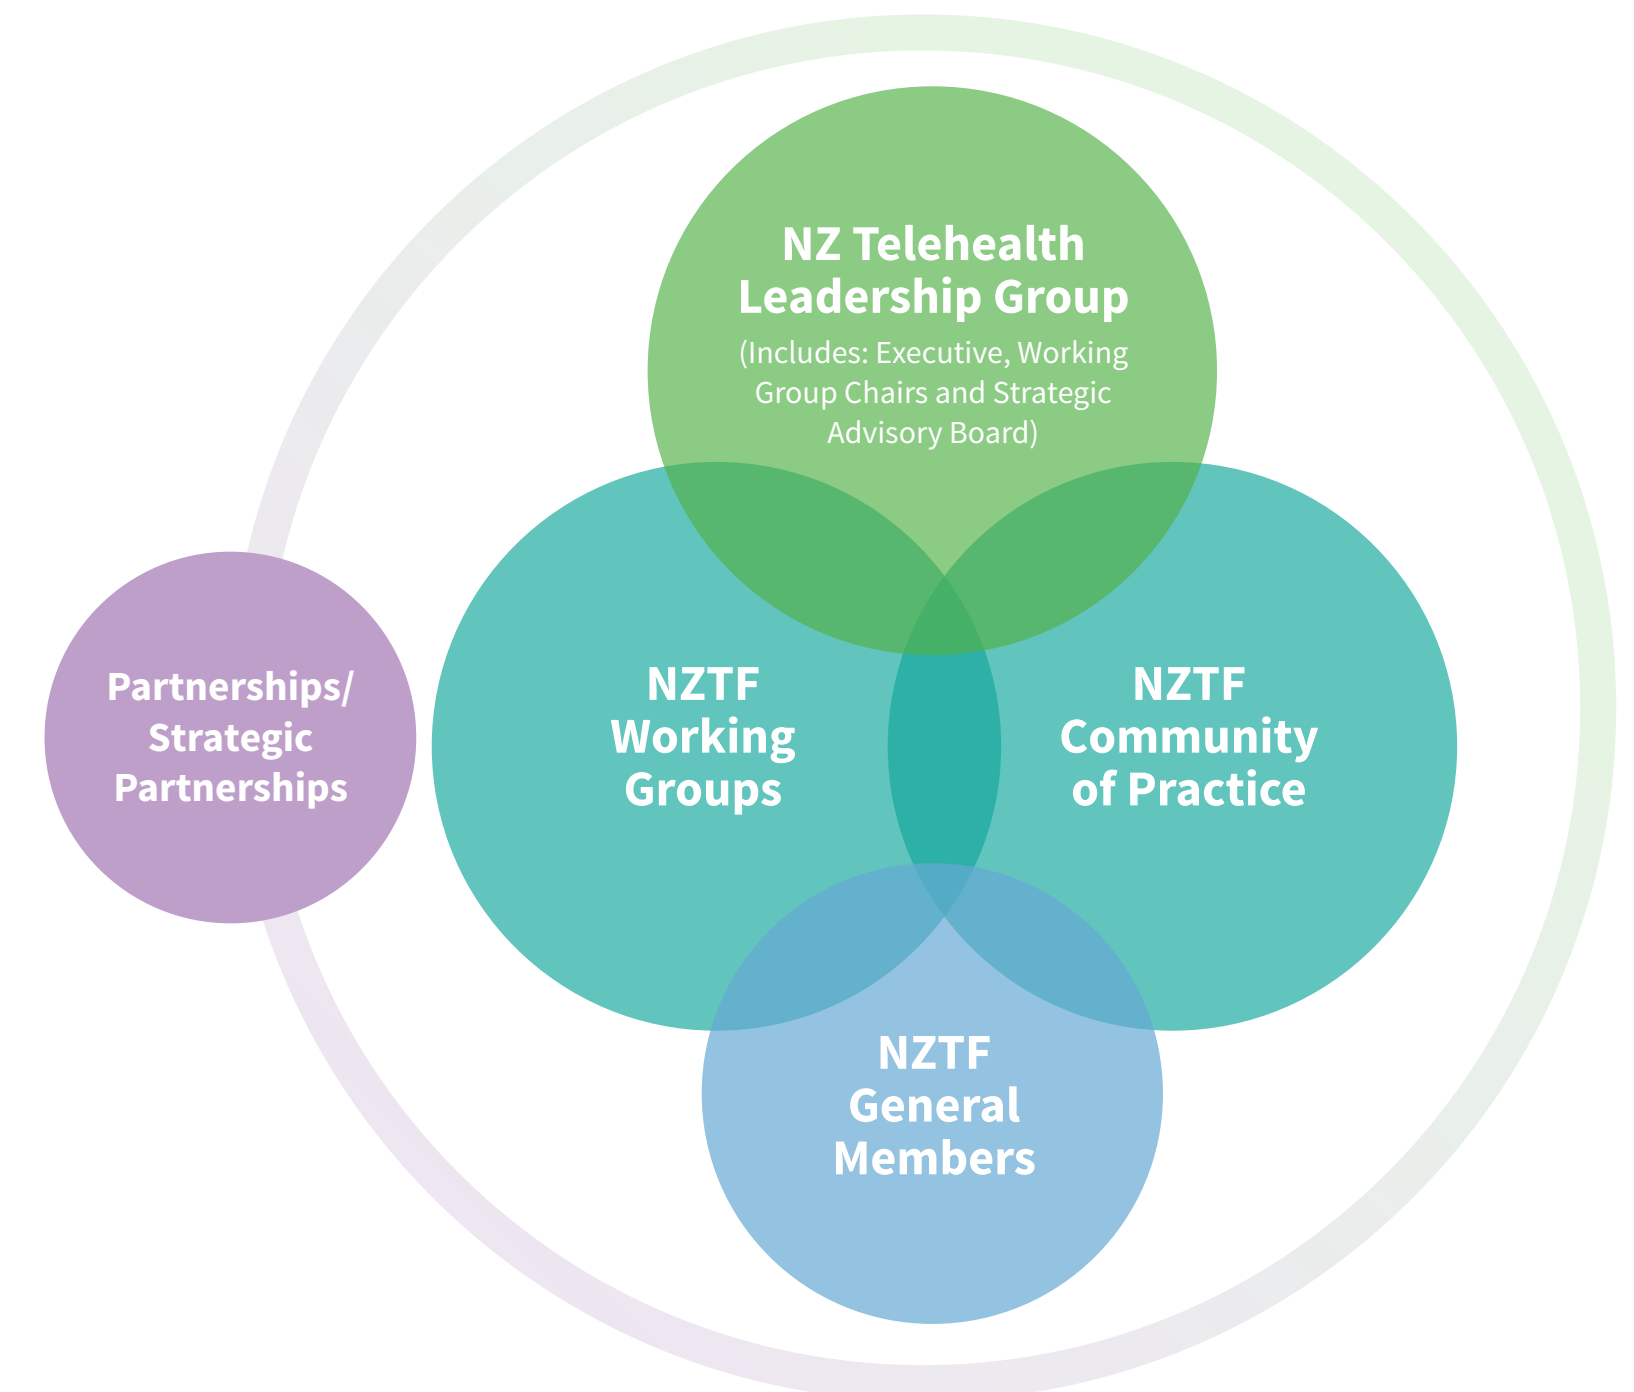 NZ Telehealth
Leadership Group
(Includes: Executive, Working
Group Chairs and Strategic
Advisory Board)
Partnerships/
Strategic
Partnerships
NZTF
Working
Groups
NZTF
Community
of Practice
NZTF
General
Members